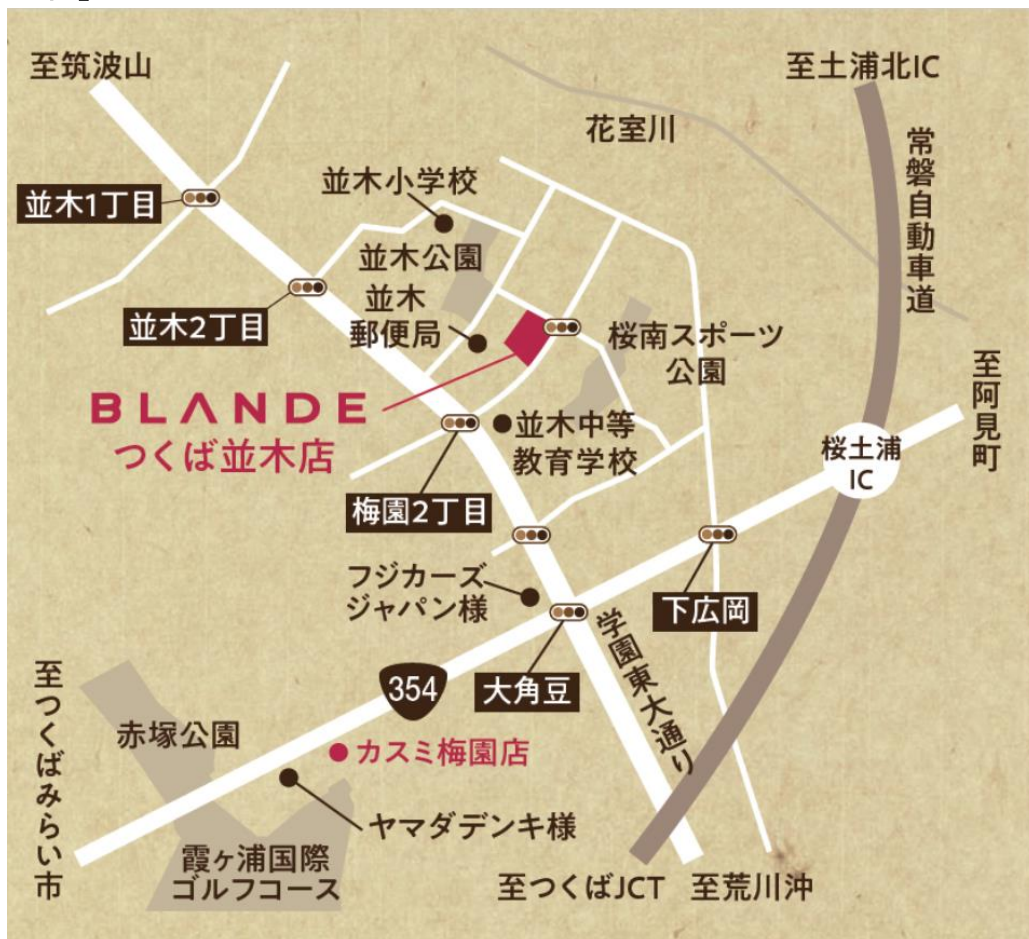 至筑波山
至土浦北IC
花室川
常磐自動車道
並木小学校
並木1丁目
並木公園
並木2丁目
並木
郵便局
桜南スポーツ
公園
至阿見町
BLANDE
つくば並木店
並木中等
教育学校
桜土浦
IC
梅園2丁目
フジカーズ
ジャパン様
下広岡
学園東大通り
大角豆
354
至つくばみらい市
赤塚公園
カスミ梅園店
ヤマダデンキ様
霞ヶ浦国際
ゴルフコース
至つくばJCT
至荒川沖